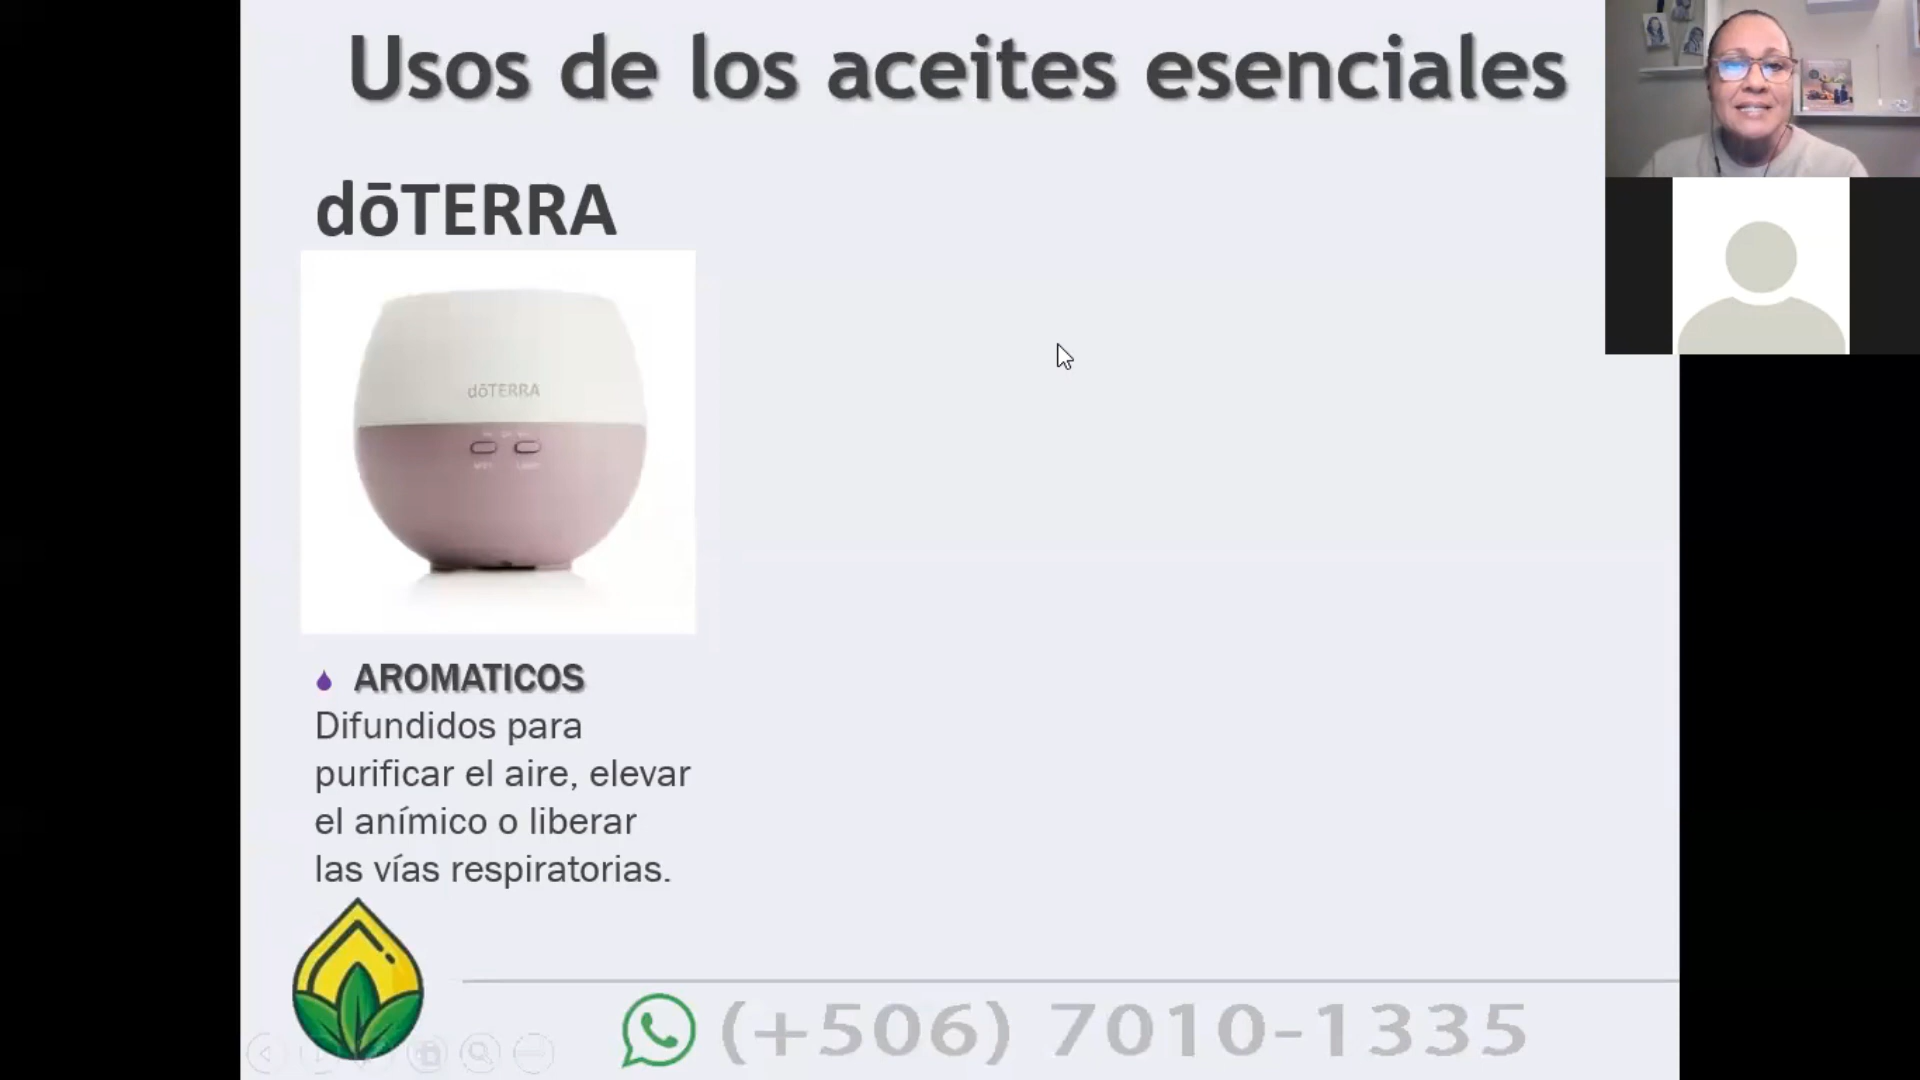 Usos de los aceites esenciales
dōTERRA
dōTERRA
AROMATICOS
Difundidos para
purificar el aire, elevar
el anímico o liberar
las vías respiratorias.
(+506) 7010-1335